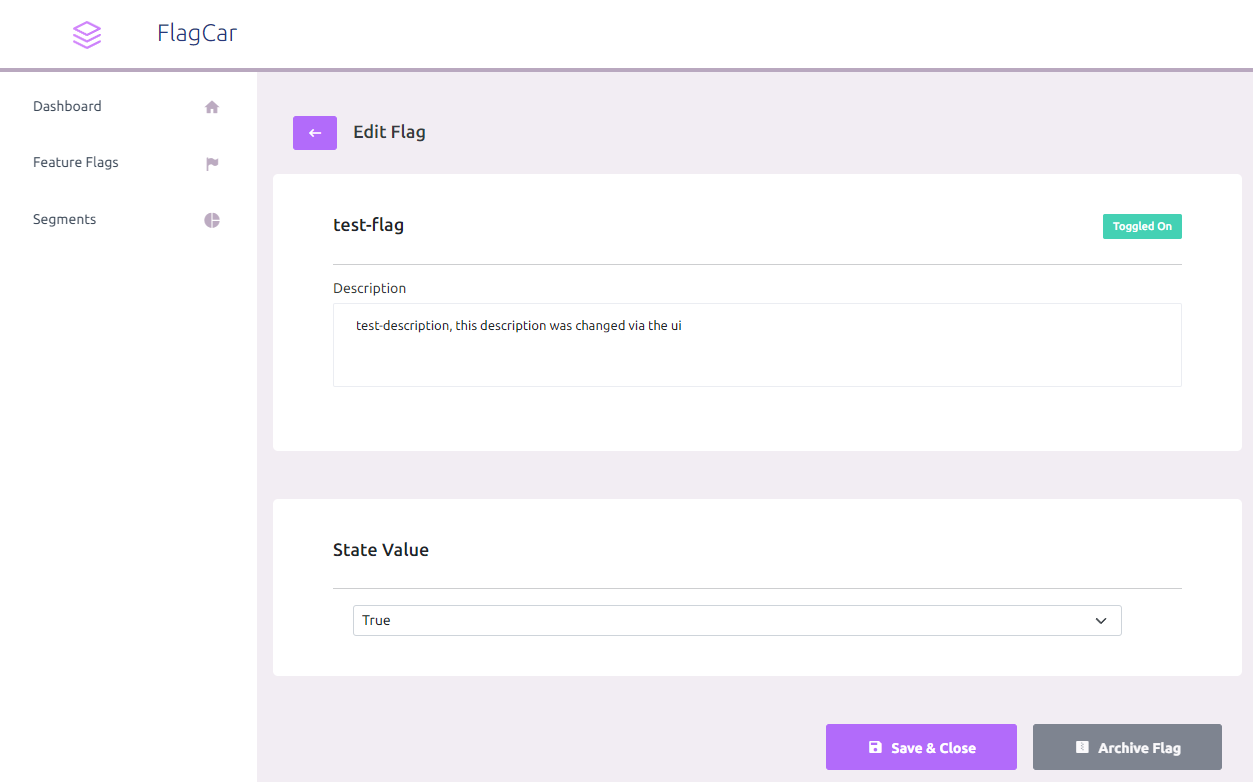 FlagCar
Dashboard
Feature Flags
Segments
Edit Flag
test-flag
Toggled On
Description
test-description, this description was changed via the ui
State Value
True
Save & Close
Archive Flag